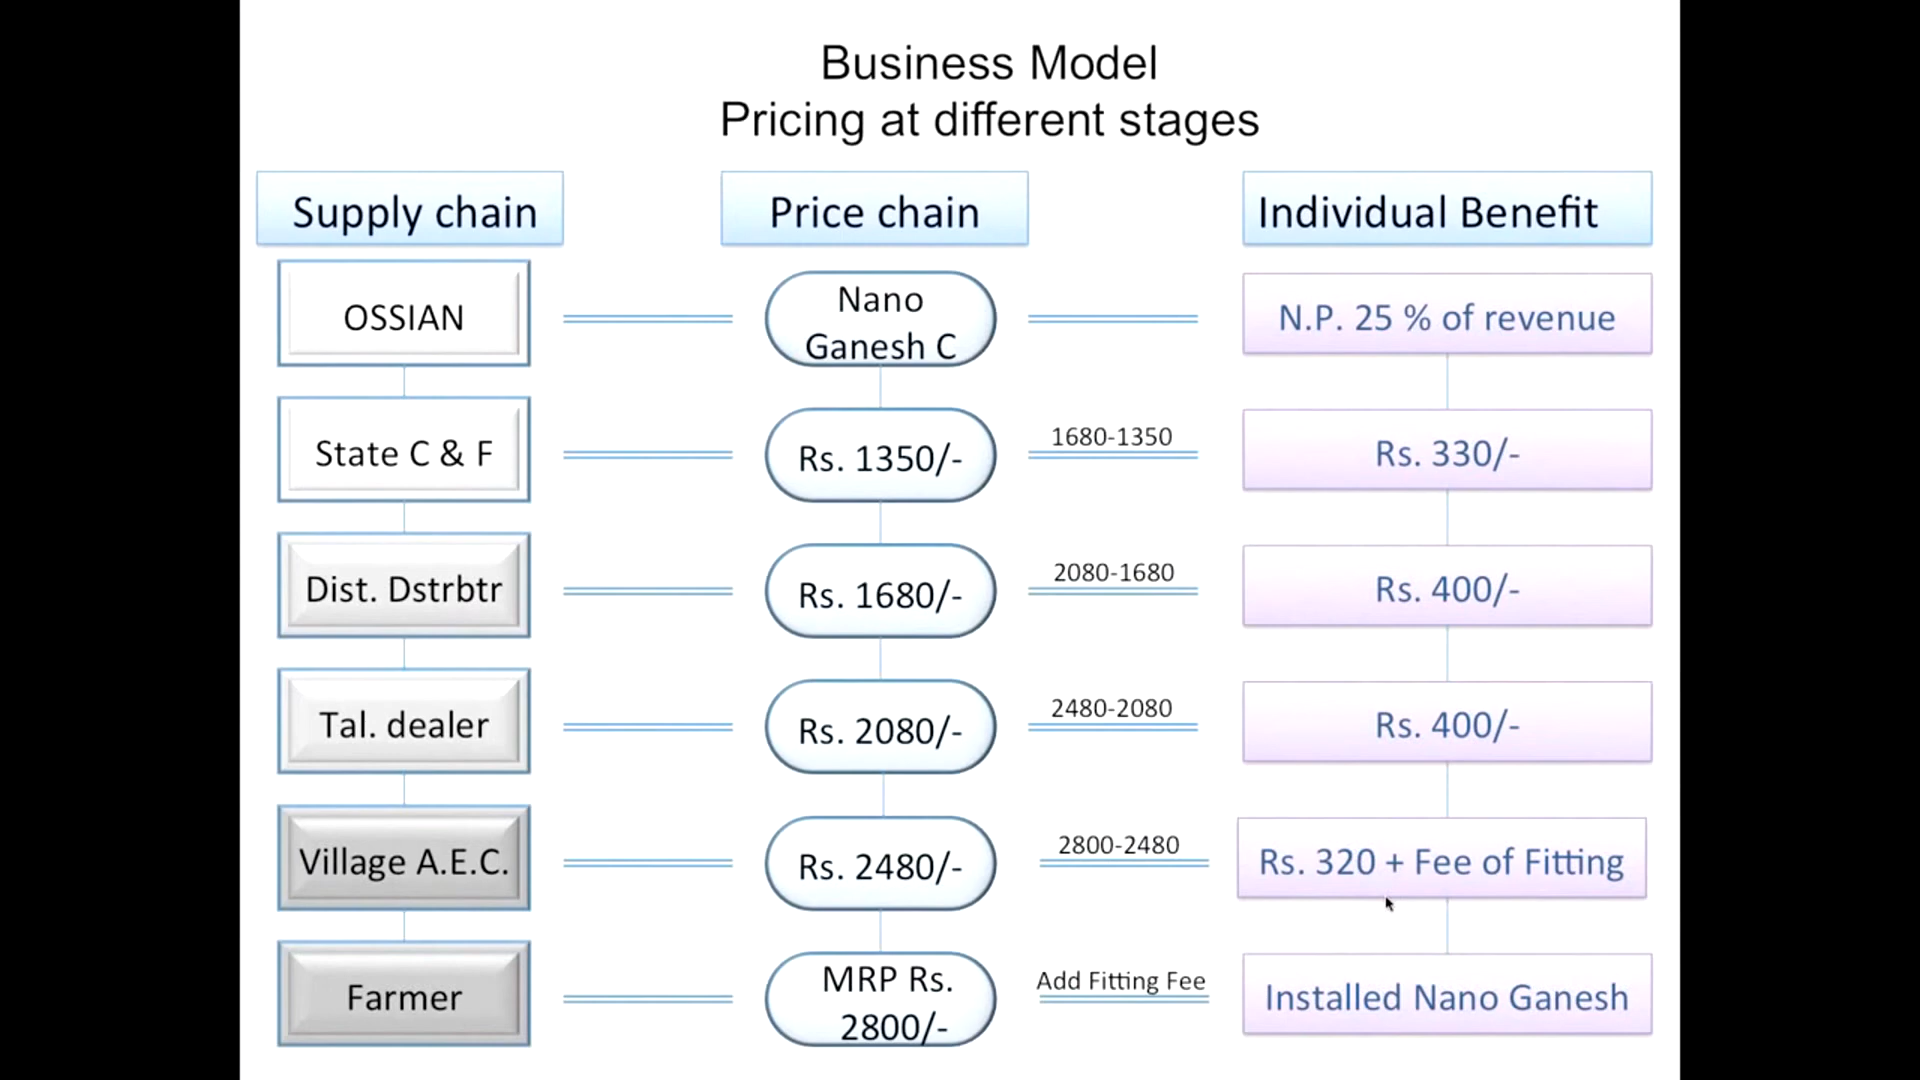 Business Model
Pricing at different stages
Supply chain
Price chain
Individual Benefit
OSSIAN
Nano
Ganesh C
N.P. 25 % of revenue
State C & F
Rs. 1350/-
1680-1350
Rs. 330/-
Dist. Dstrbtr
Rs. 1680/-
2080-1680
Rs. 400/-
Tal. dealer
Rs. 2080/-
2480-2080
Rs. 400/-
Village A.E.C.
Rs. 2480/-
2800-2480
Rs. 320 + Fee of Fitting
Farmer
MRP Rs.
2800/-
Add Fitting Fee
Installed Nano Ganesh